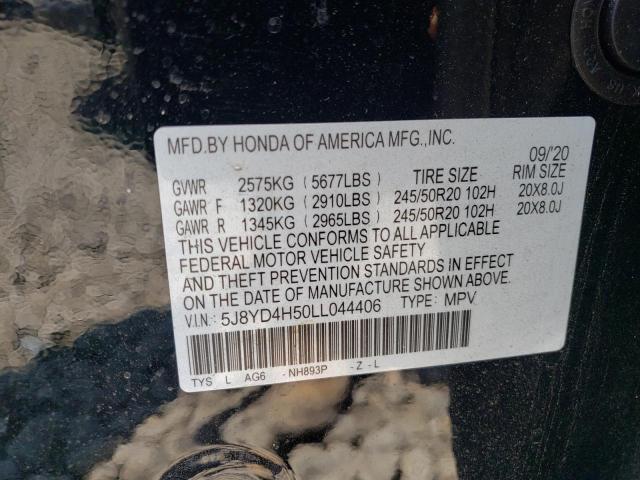 MFD.BY HONDA OF AMERICA MFG.,INC. 09/'20
GVWR 2575KG (5677LBS) TIRE SIZE RIM SIZE
GAWR F 1320KG (2910LBS) 245/50R20 102H 20X8.0J
GAWR R 1345KG (2965LBS) 245/50R20 102H 20X8.0J
THIS VEHICLE CONFORMS TO ALL APPLICABLE
FEDERAL MOTOR VEHICLE SAFETY
AND THEFT PREVENTION STANDARDS IN EFFECT
ON THE DATE OF MANUFACTURE SHOWN ABOVE.
V.I.N.: 5J8YD4H50LL044406 TYPE: MPV
TYS L AG6 -NH893P -Z-L